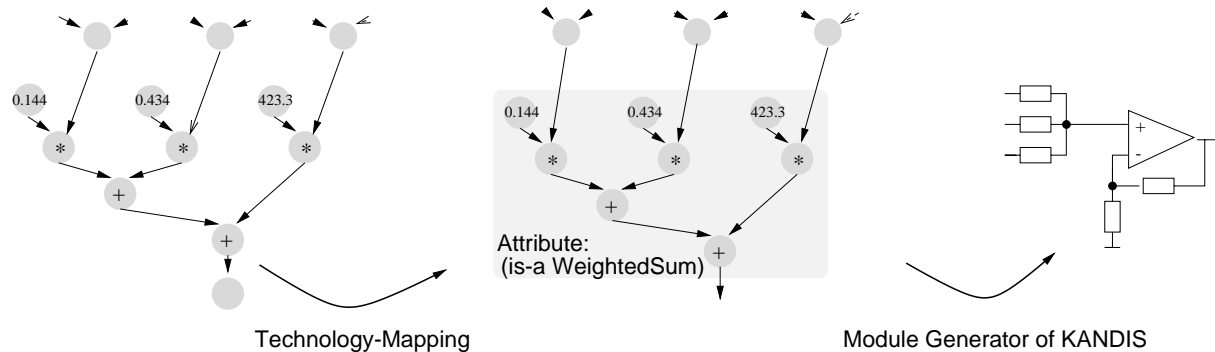 0.144 0.434 423.3
* * *
+
+
0.144 0.434 423.3
* * *
+
+
Attribute:
(is-a WeightedSum)
+
-
Technology-Mapping
Module Generator of KANDIS